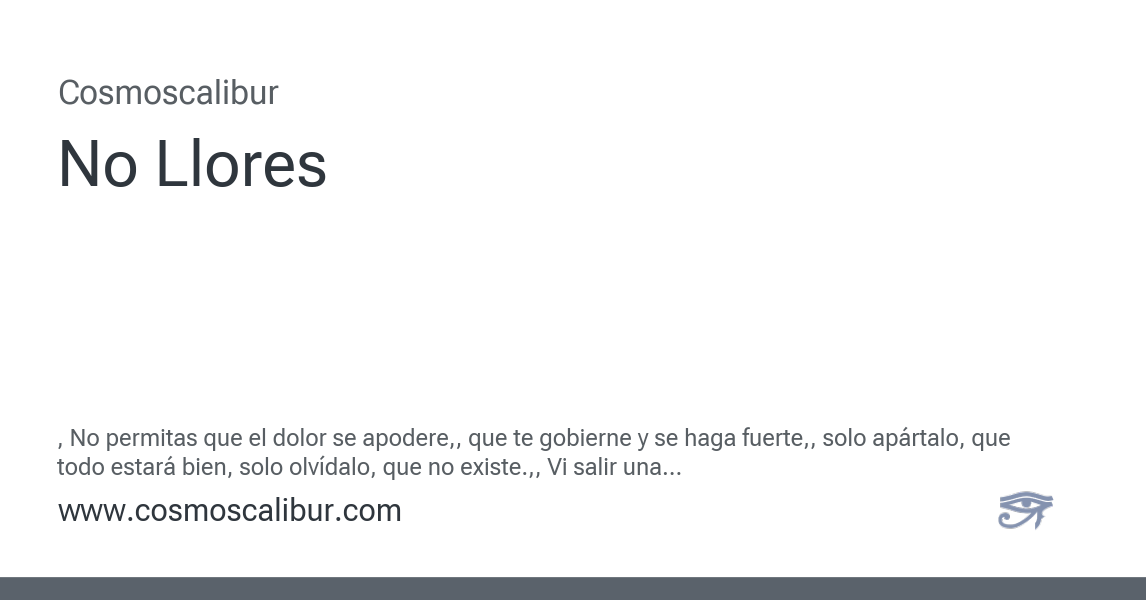 Cosmoscalibur
No Llores
, No permitas que el dolor se apodere,, que te gobierne y se haga fuerte,, solo apártalo, que
todo estará bien, solo olvídalo, que no existe.,, Vi salir una...
www.cosmoscalibur.com